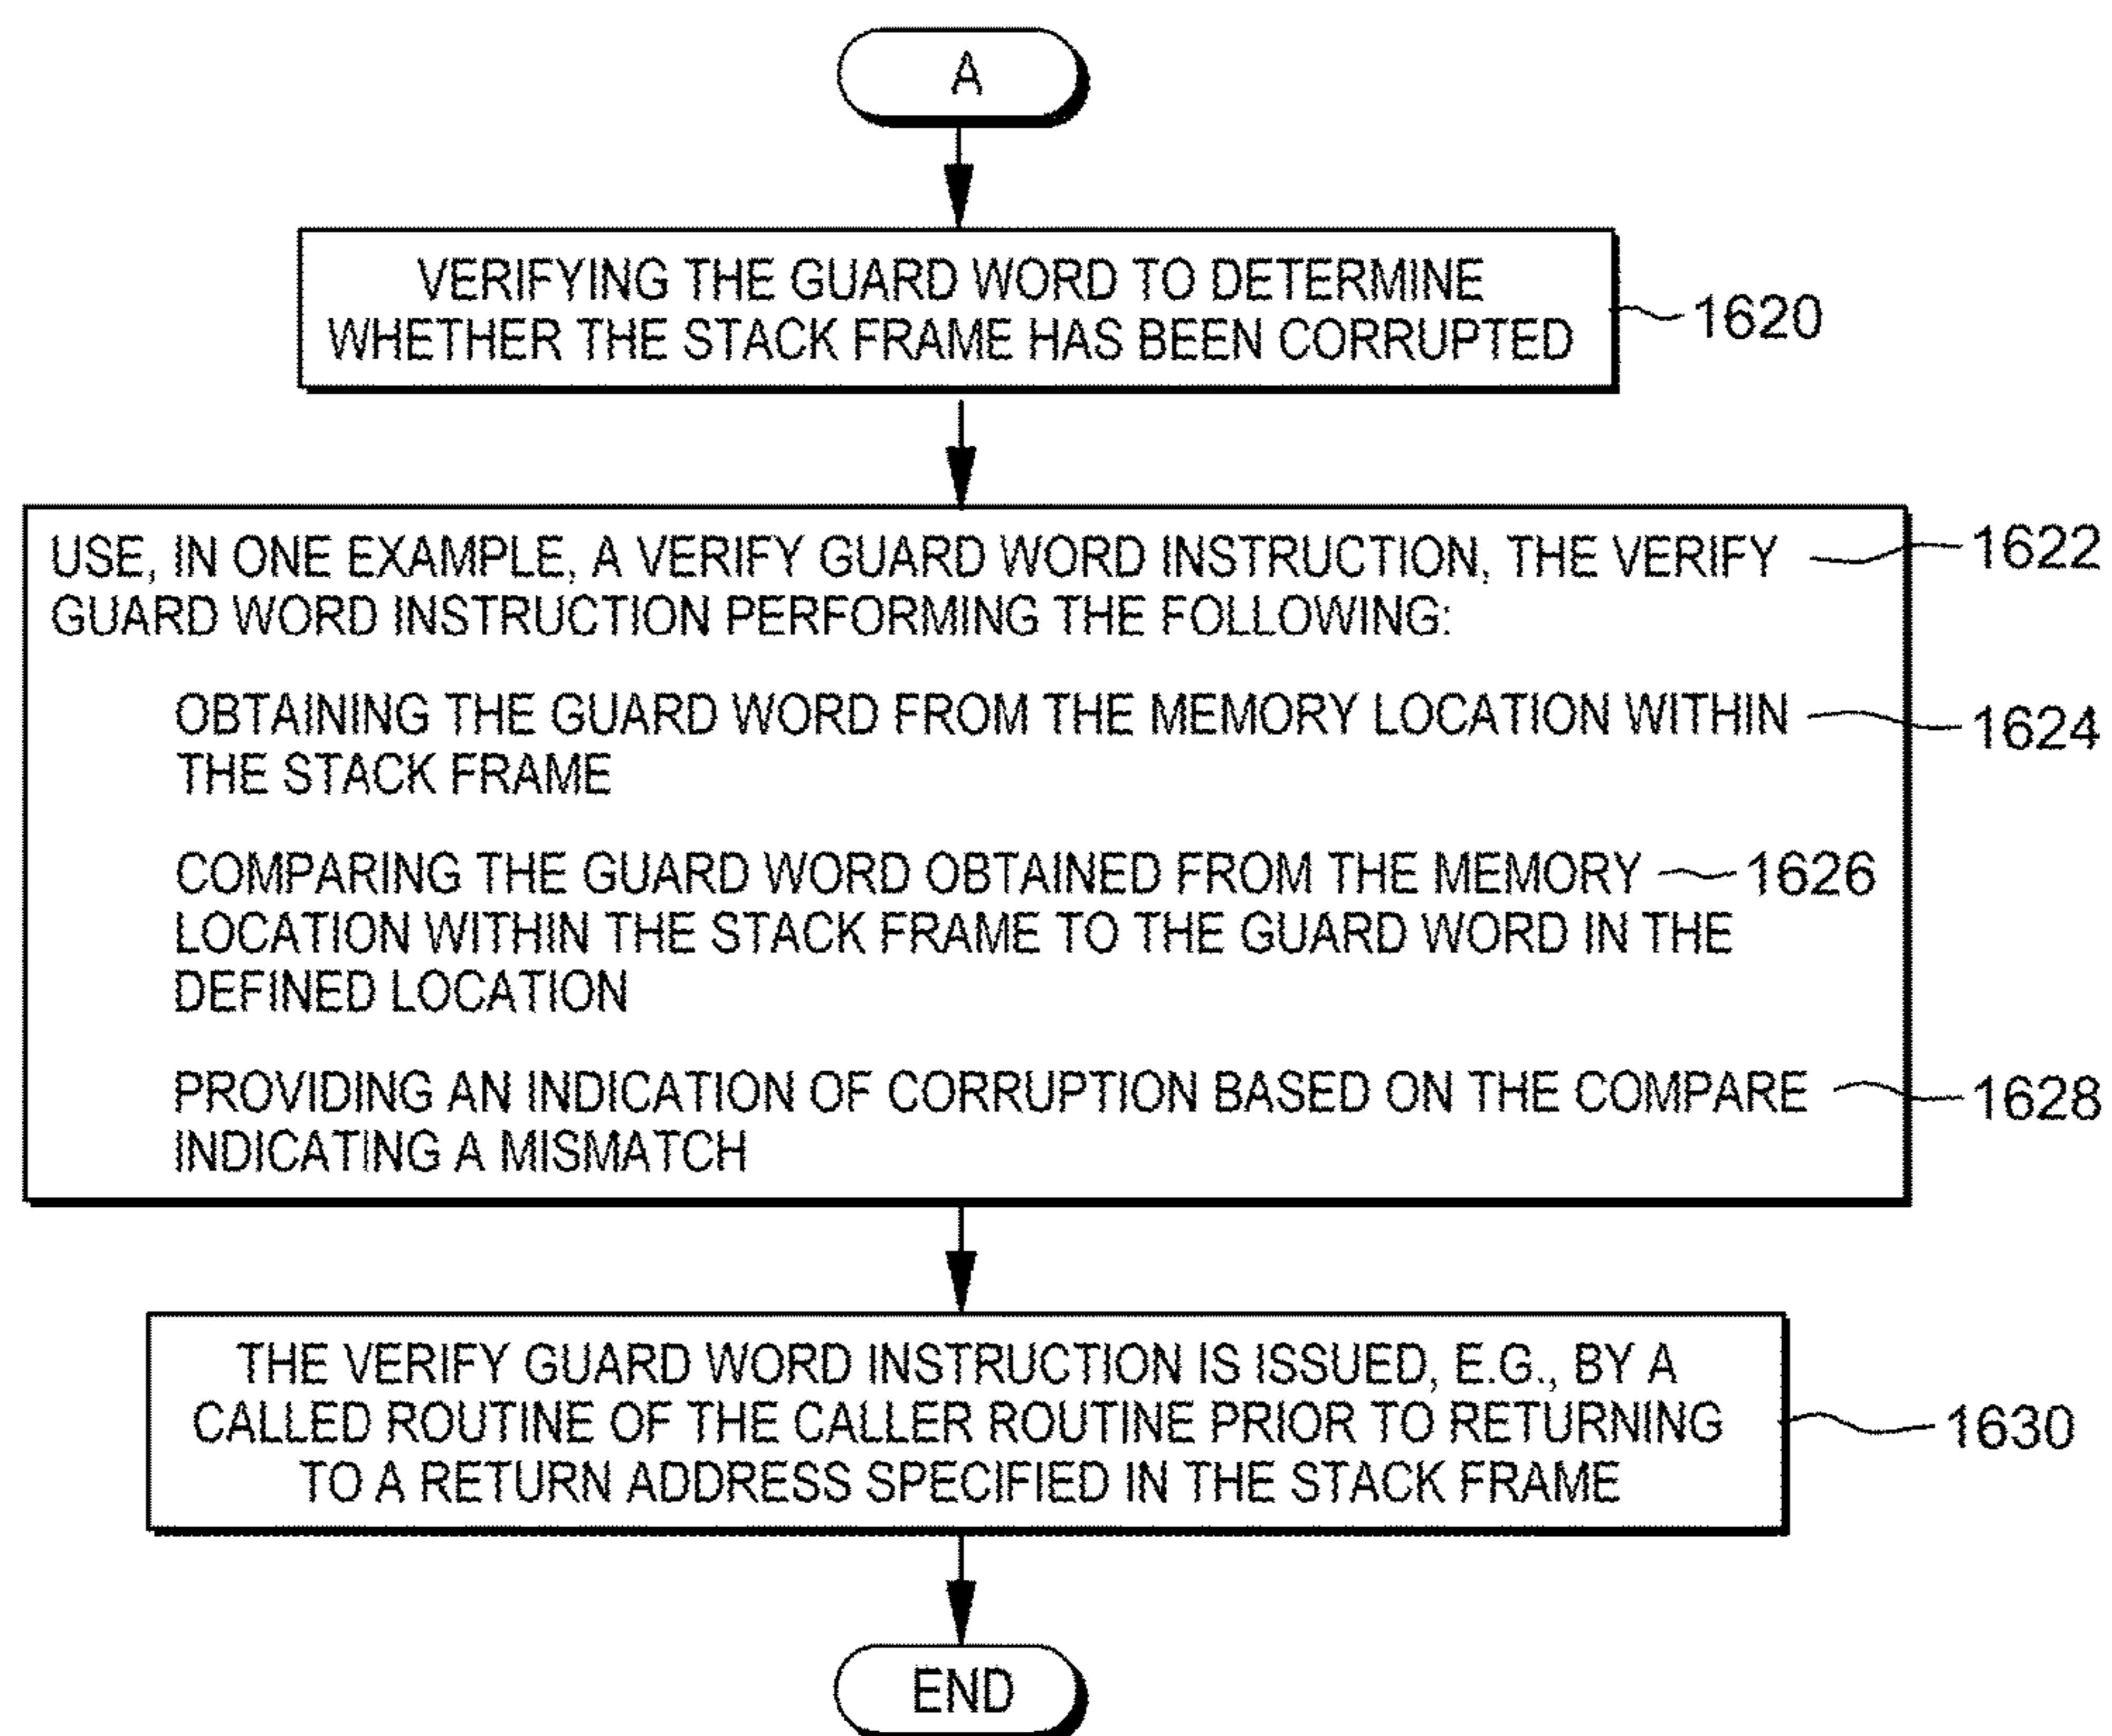 A
VERIFYING THE GUARD WORD TO DETERMINE
WHETHER THE STACK FRAME HAS BEEN CORRUPTED
1620
USE, IN ONE EXAMPLE, A VERIFY GUARD WORD INSTRUCTION, THE VERIFY
1622
GUARD WORD INSTRUCTION PERFORMING THE FOLLOWING:
OBTAINING THE GUARD WORD FROM THE MEMORY LOCATION WITHIN
1624
THE STACK FRAME
COMPARING THE GUARD WORD OBTAINED FROM THE MEMORY
1626
LOCATION WITHIN THE STACK FRAME TO THE GUARD WORD IN THE
DEFINED LOCATION
PROVIDING AN INDICATION OF CORRUPTION BASED ON THE COMPARE
1628
INDICATING A MISMATCH
THE VERIFY GUARD WORD INSTRUCTION IS ISSUED, E.G., BY A
CALLED ROUTINE OF THE CALLER ROUTINE PRIOR TO RETURNING
1630
TO A RETURN ADDRESS SPECIFIED IN THE STACK FRAME
END